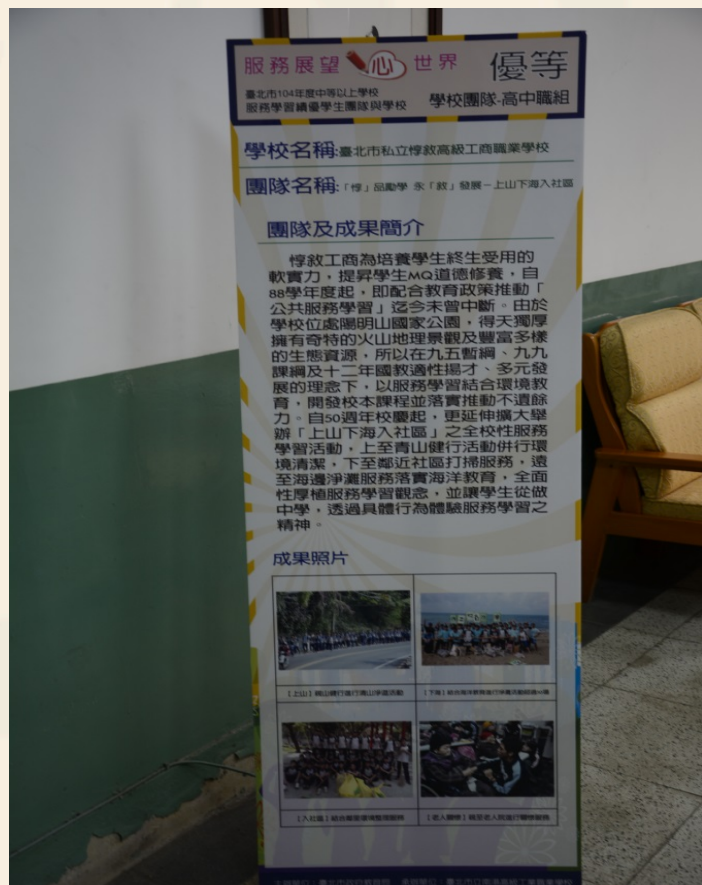 服務展望 心 世界 優等
臺北市104年度中等以上學校
服務學習績優學生團隊與學校 學校團隊-高中職組
學校名稱:臺北市私立惇敘高級工商職業學校
團隊名稱:「惇」品勵學 永「敘」發展－上山下海入社區
團隊及成果簡介
惇敘工商為培養學生終生受用的
軟實力，提昇學生MQ道德修養，自
88學年度起，即配合教育政策推動「
公共服務學習」迄今未曾中斷。由於
學校位處陽明山國家公園，得天獨厚
擁有奇特的火山地理景觀及豐富多樣
的生態資源，所以在九五暫綱、九九
課綱及十二年國教適性揚才、多元發
展的理念下，以服務學習結合環境教
育，開發校本課程並落實推動不遺餘
力。自50週年校慶起，更延伸擴大舉
辦「上山下海入社區」之全校性服務
學習活動，上至青山健行活動併行環
境清潔，下至鄰近社區打掃服務，遠
至海邊淨灘服務落實海洋教育，全面
性厚植服務學習觀念，並讓學生從做
中學，透過具體行為體驗服務學習之
精神。
成果照片